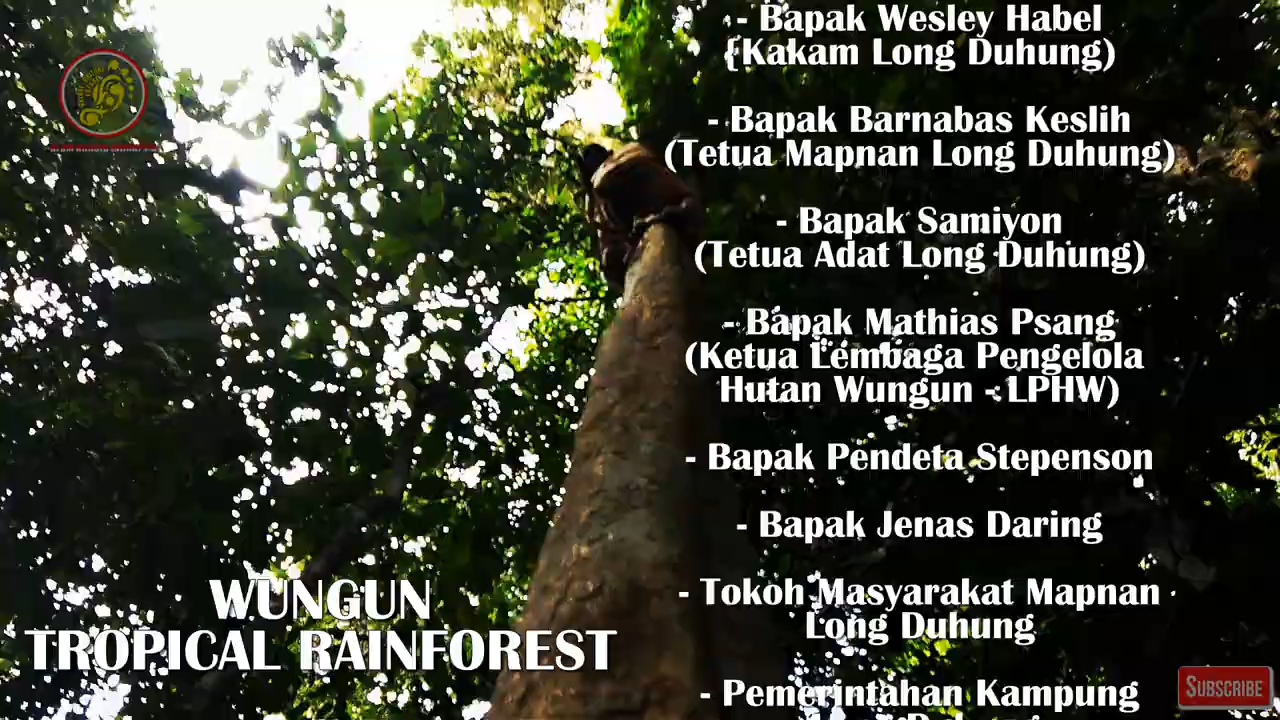 - Bapak Wesley Habel
{Kakam Long Duhung)
- Bapak Barnabas Keslih
(Tetua Mapnan Long Duhung)
- Bapak Samiyon
(Tetua Adat Long Duhung)
- Bapak Mathias Psang
(Ketua Lembaga Pengelola
Hutan Wungun - LPHW)
- Bapak Pendeta Stepenson
- Bapak Jenas Daring
- Tokoh Masyarakat Mapnan
Long Duhung
- Pemerintahan Kampung
WUNGUN
TROPICAL RAINFOREST
SUBSCRIBE